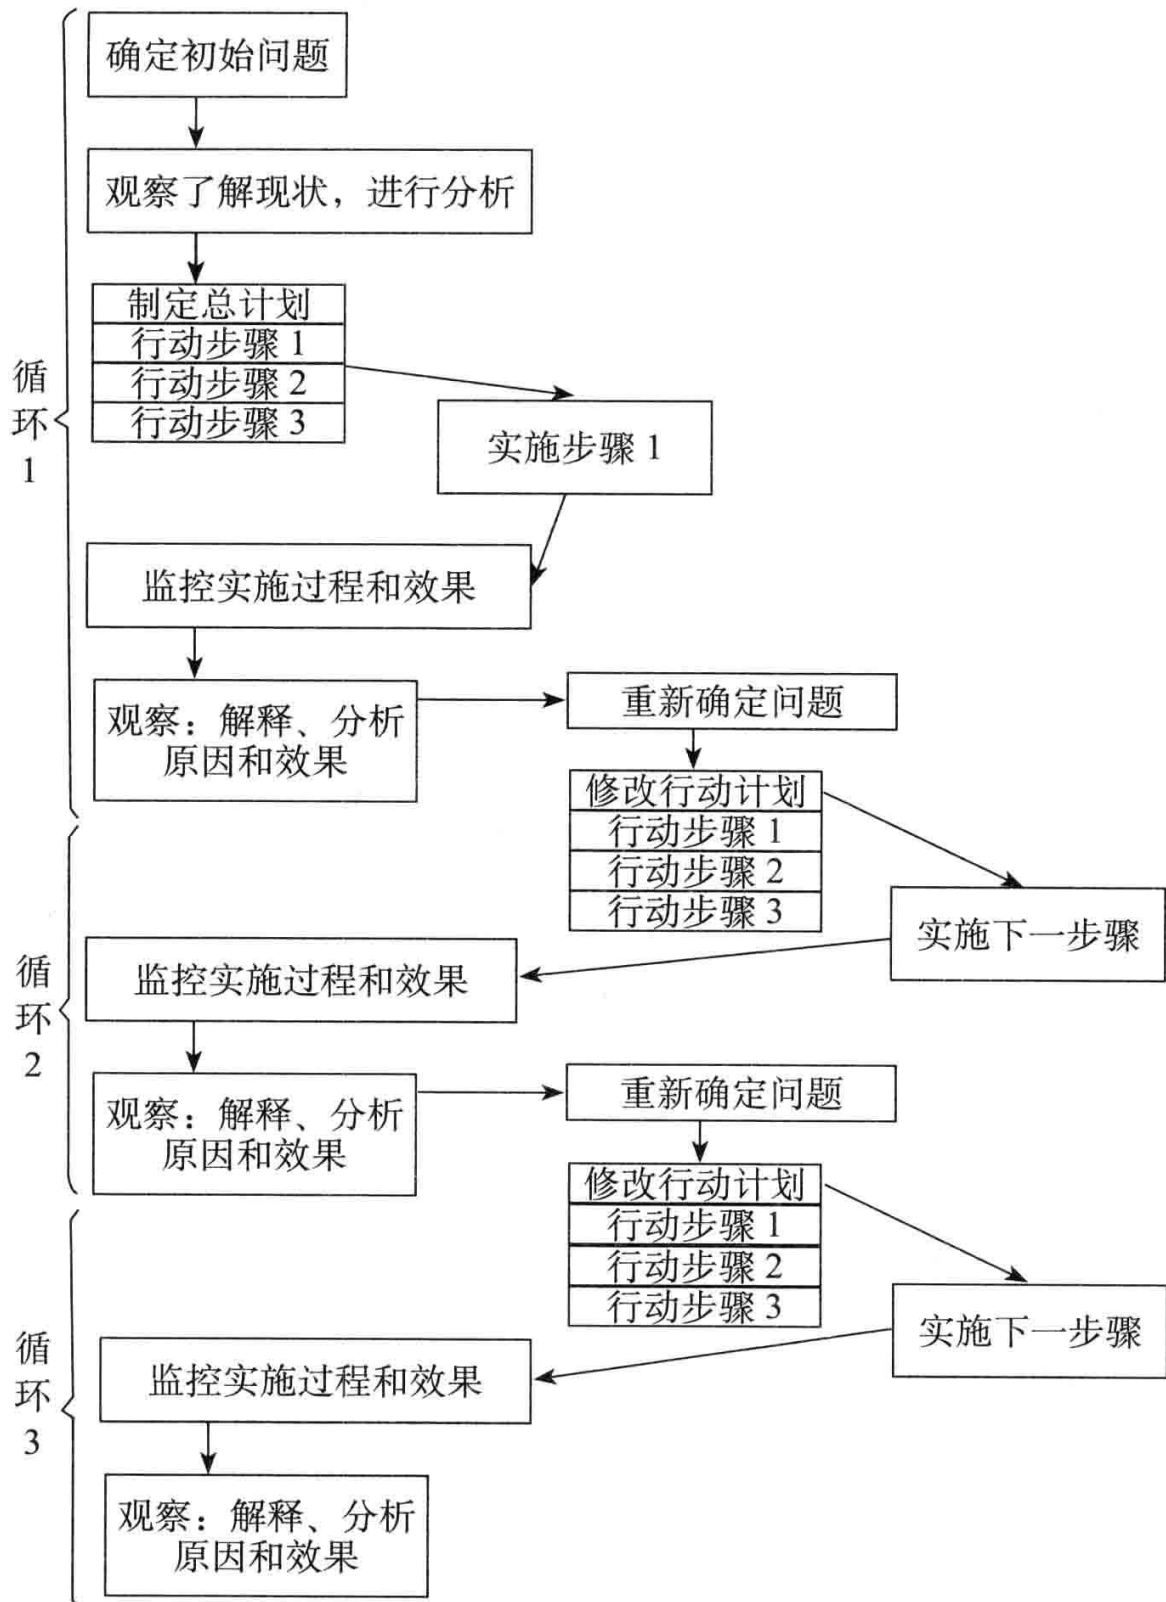 确定初始问题
观察了解现状，进行分析
制定总计划
行动步骤 1
行动步骤 2
行动步骤 3
实施步骤 1
循
环
1
监控实施过程和效果
观察：解释、分析
原因和效果
重新确定问题
修改行动计划
行动步骤 1
行动步骤 2
行动步骤 3
实施下一步骤
循
环
2
监控实施过程和效果
观察：解释、分析
原因和效果
重新确定问题
修改行动计划
行动步骤 1
行动步骤 2
行动步骤 3
实施下一步骤
循
环
3
监控实施过程和效果
观察：解释、分析
原因和效果